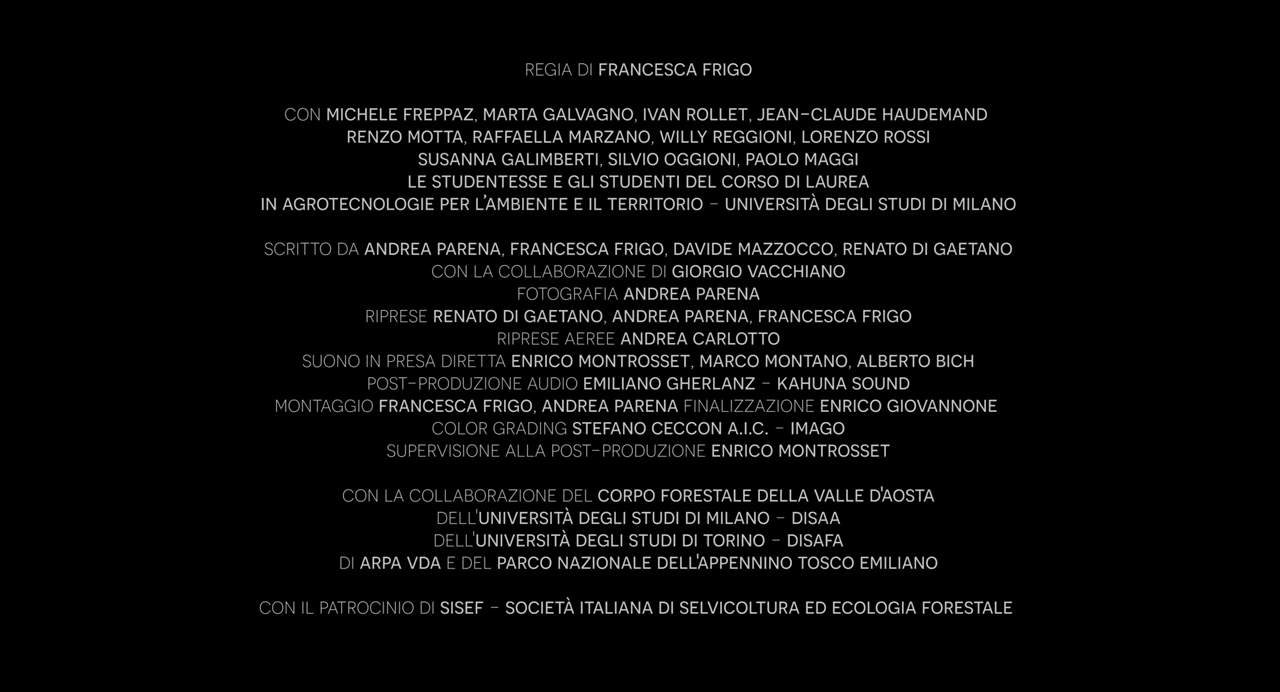 REGIA DI FRANCESCA FRIGO
CON MICHELE FREPPAZ, MARTA GALVAGNO, IVAN ROLLET, JEAN-CLAUDE HAUDEMAND
RENZO MOTTA, RAFFAELLA MARZANO, WILLY REGGIONI, LORENZO ROSSI
SUSANNA GALIMBERTI, SILVIO OGGIONI, PAOLO MAGGI
LE STUDENTESSE E GLI STUDENTI DEL CORSO DI LAUREA
IN AGROTECNOLOGIE PER L’AMBIENTE E IL TERRITORIO - UNIVERSITÀ DEGLI STUDI DI MILANO
SCRITTO DA ANDREA PARENA, FRANCESCA FRIGO, DAVIDE MAZZOCCO, RENATO DI GAETANO
CON LA COLLABORAZIONE DI GIORGIO VACCHIANO
FOTOGRAFIA ANDREA PARENA
RIPRESE RENATO DI GAETANO, ANDREA PARENA, FRANCESCA FRIGO
RIPRESE AEREE ANDREA CARLOTTO
SUONO IN PRESA DIRETTA ENRICO MONTROSSET, MARCO MONTANO, ALBERTO BICH
POST-PRODUZIONE AUDIO EMILIANO GHERLANZ - KAHUNA SOUND
MONTAGGIO FRANCESCA FRIGO, ANDREA PARENA FINALIZZAZIONE ENRICO GIOVANNONE
COLOR GRADING STEFANO CECCON A.I.C. - IMAGO
SUPERVISIONE ALLA POST-PRODUZIONE ENRICO MONTROSSET
CON LA COLLABORAZIONE DEL CORPO FORESTALE DELLA VALLE D'AOSTA
DELL'UNIVERSITÀ DEGLI STUDI DI MILANO - DISAA
DELL'UNIVERSITÀ DEGLI STUDI DI TORINO - DISAFA
DI ARPA VDA E DEL PARCO NAZIONALE DELL'APPENNINO TOSCO EMILIANO
CON IL PATROCINIO DI SISEF - SOCIETÀ ITALIANA DI SELVICOLTURA ED ECOLOGIA FORESTALE